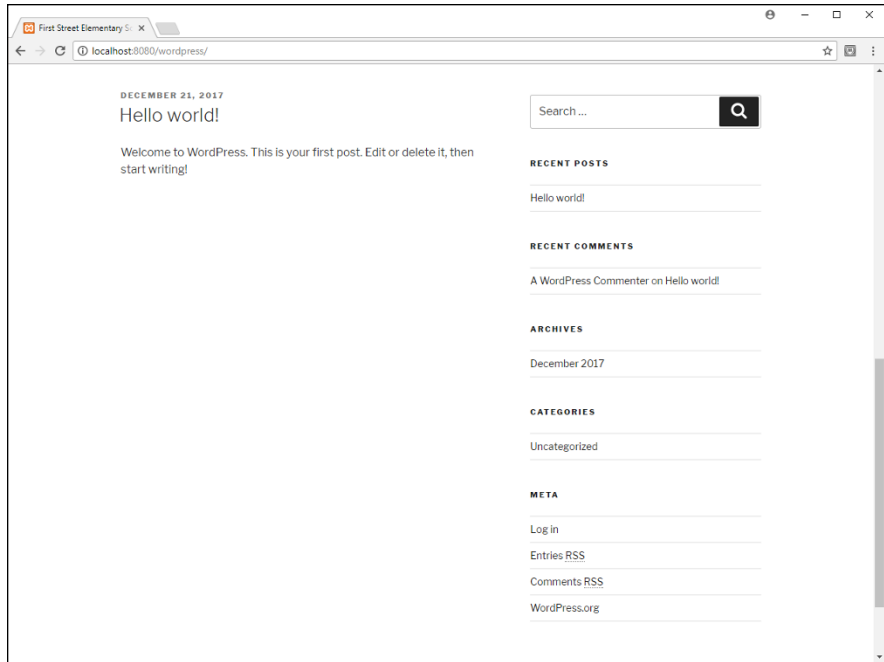 First Street Elementary Sc
localhost:8080/wordpress/
DECEMBER 21, 2017
Hello world!
Welcome to WordPress. This is your first post. Edit or delete it, then
start writing!
Search ...
RECENT POSTS
Hello world!
RECENT COMMENTS
A WordPress Commenter on Hello world!
ARCHIVES
December 2017
CATEGORIES
Uncategorized
META
Log in
Entries RSS
Comments RSS
WordPress.org